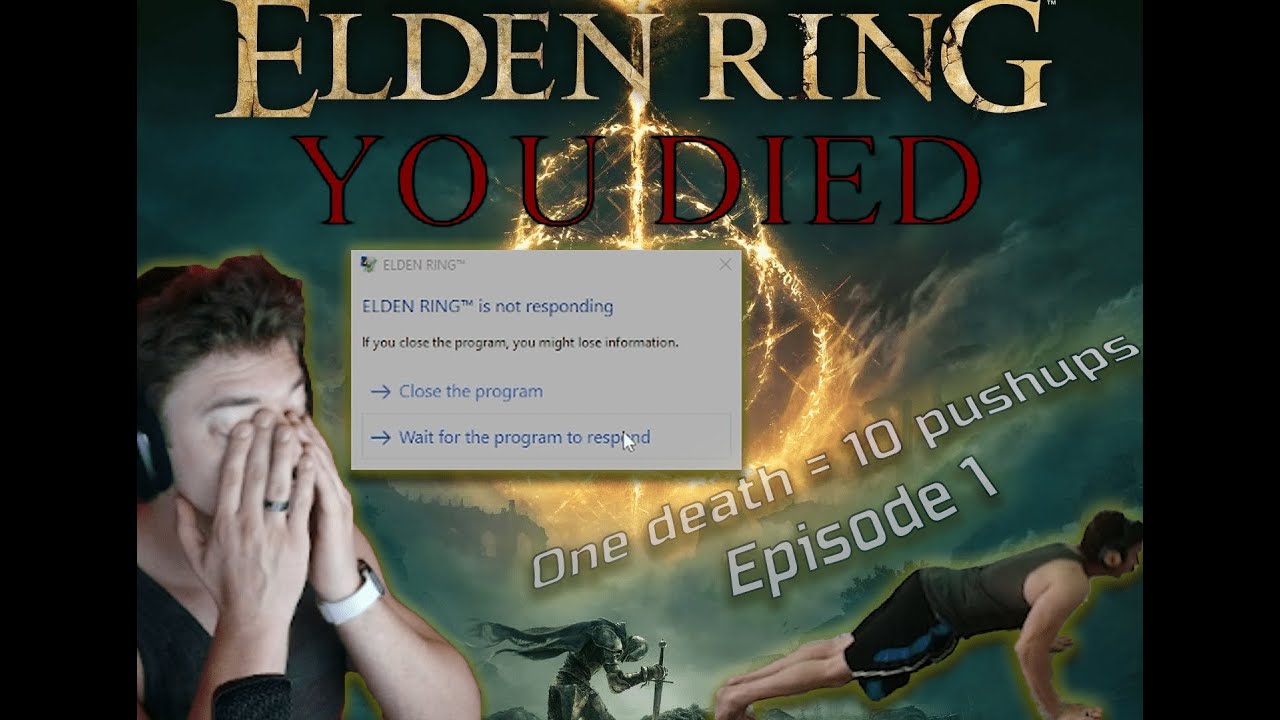 ELDEN RING™
YOU DIED
ELDEN RING™
ELDEN RING™ is not responding
If you close the program, you might lose information.
→ Close the program
→ Wait for the program to respond
One death = 10 pushups
Episode 1